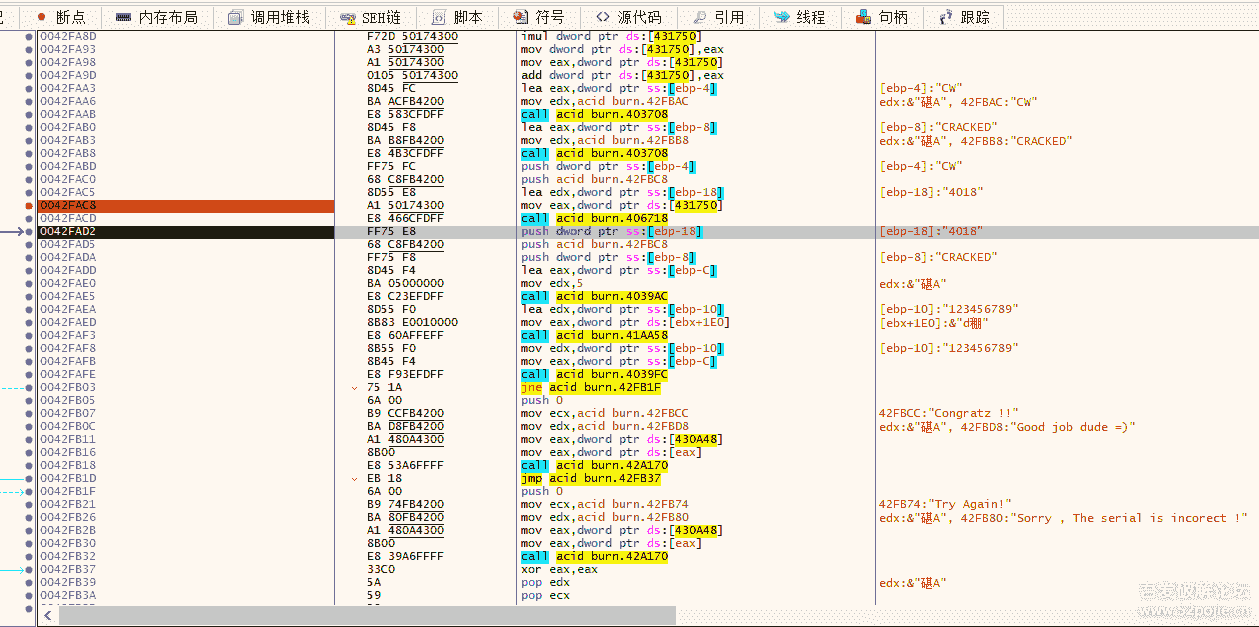 断点 内存布局 调用堆栈 SEH链 脚本 符号 源代码 引用 线程 句柄 跟踪
0042FA8D F72D 50174300 imul dword ptr ds:[431750]
0042FA93 A3 50174300 mov dword ptr ds:[431750],eax
0042FA98 A1 50174300 mov eax,dword ptr ds:[431750]
0042FA9D 0105 50174300 add dword ptr ds:[431750],eax
0042FAA3 8D45 FC lea eax,dword ptr ss:[ebp-4] [ebp-4]:"CW"
0042FAA6 BA ACFB4200 mov edx,acid burn.42FBAC edx:&"碪A", 42FBAC:"CW"
0042FAAB E8 583CFDFF call acid burn.403708
0042FAB0 8D45 F8 lea eax,dword ptr ss:[ebp-8] [ebp-8]:"CRACKED"
0042FAB3 BA B8FB4200 mov edx,acid burn.42FBB8 edx:&"碪A", 42FBB8:"CRACKED"
0042FAB8 E8 4B3CFDFF call acid burn.403708
0042FABD FF75 FC push dword ptr ss:[ebp-4] [ebp-4]:"CW"
0042FAC0 68 C8FB4200 push acid burn.42FBC8
0042FAC5 8D55 E8 lea edx,dword ptr ss:[ebp-18] [ebp-18]:"4018"
0042FAC8 A1 50174300 mov eax,dword ptr ds:[431750]
0042FACD E8 466CFDFF call acid burn.406718
0042FAD2 FF75 E8 push dword ptr ss:[ebp-18] [ebp-18]:"4018"
0042FAD5 68 C8FB4200 push acid burn.42FBC8
0042FADA FF75 F8 push dword ptr ss:[ebp-8] [ebp-8]:"CRACKED"
0042FADD 8D45 F4 lea eax,dword ptr ss:[ebp-C]
0042FAE0 BA 05000000 mov edx,5 edx:&"碪A"
0042FAE5 E8 C23EFDFF call acid burn.4039AC
0042FAEA 8D55 F0 lea edx,dword ptr ss:[ebp-10] [ebp-10]:"123456789"
0042FAED 8B83 E0010000 mov eax,dword ptr ds:[ebx+1E0] [ebx+1E0]:&"d棚"
0042FAF3 E8 60AFFEFF call acid burn.41AA58
0042FAF8 8B55 F0 mov edx,dword ptr ss:[ebp-10] [ebp-10]:"123456789"
0042FAFB 8B45 F4 mov eax,dword ptr ss:[ebp-C]
0042FAFE E8 F93EFDFF call acid burn.4039FC
0042FB03 75 1A jne acid burn.42FB1F
0042FB05 6A 00 push 0
0042FB07 B9 CCFB4200 mov ecx,acid burn.42FBCC 42FBCC:"Congratz !!"
0042FB0C BA D8FB4200 mov edx,acid burn.42FBD8 edx:&"碪A", 42FBD8:"Good job dude =)"
0042FB11 A1 480A4300 mov eax,dword ptr ds:[430A48]
0042FB16 8B00 mov eax,dword ptr ds:[eax]
0042FB18 E8 53A6FFFF call acid burn.42A170
0042FB1D EB 18 jmp acid burn.42FB37
0042FB1F 6A 00 push 0
0042FB21 B9 74FB4200 mov ecx,acid burn.42FB74 42FB74:"Try Again!"
0042FB26 BA 80FB4200 mov edx,acid burn.42FB80 edx:&"碪A", 42FB80:"Sorry , The serial is incorect !"
0042FB2B A1 480A4300 mov eax,dword ptr ds:[430A48]
0042FB30 8B00 mov eax,dword ptr ds:[eax]
0042FB32 E8 39A6FFFF call acid burn.42A170
0042FB37 33C0 xor eax,eax
0042FB39 5A pop edx edx:&"碪A"
0042FB3A 59 pop ecx
吾爱破解论坛
www.52pojie.cn